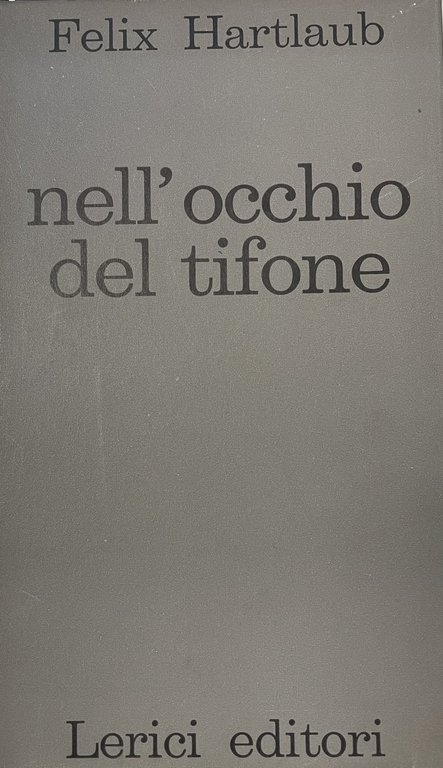 Felix Hartlaub
nell'occhio
del tifone
Lerici editori